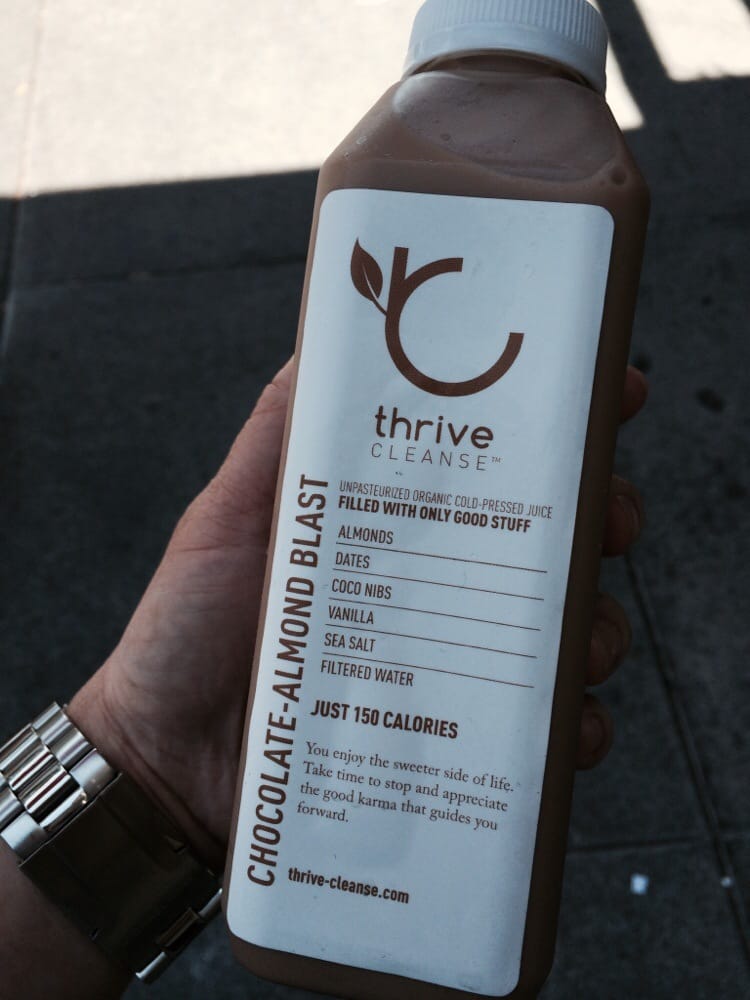 thrive
CLEANSE™
CHOCOLATE-ALMOND BLAST
UNPASTEURIZED ORGANIC COLD-PRESSED JUICE
FILLED WITH ONLY GOOD STUFF
ALMONDS
DATES
COCO NIBS
VANILLA
SEA SALT
FILTERED WATER
JUST 150 CALORIES
You enjoy the sweeter side of life.
Take time to stop and appreciate
the good karma that guides you
forward.
thrive-cleanse.com